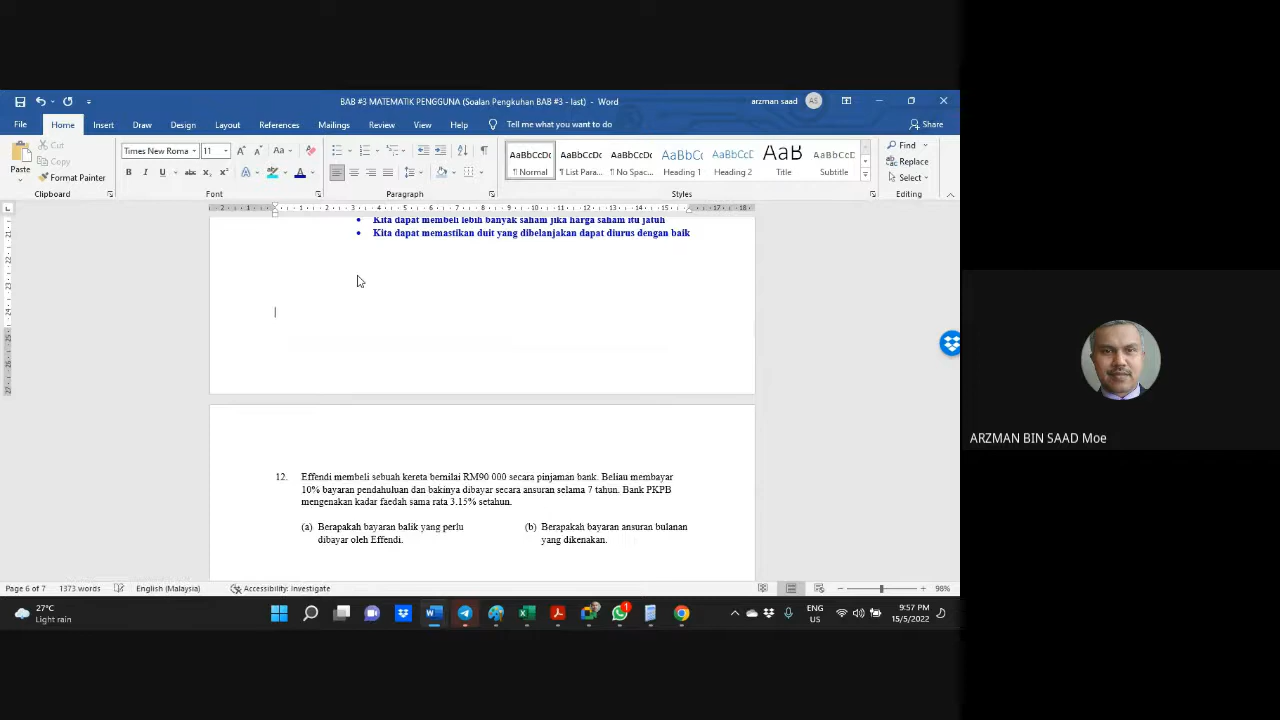 BAB #3 MATEMATIK PENGGUNA (Soalan Pengkuhan BAB #3 - last) - Word
arzman saad
AS
File Home Insert Draw Design Layout References Mailings Review View Help Tell me what you want to do
Share
Paste
Cut
Copy
Format Painter
Clipboard
Times New Roma 11
Font
Paragraph
AaBbCcDc AaBbCcDc AaBbCcDc AaBbCc AaBbCcD AaB AaBbCcD
¶ Normal ¶ List Para... ¶ No Spac... Heading 1 Heading 2 Title Subtitle
Styles
Find
Replace
Select
Editing
Kita dapat membeli lebih banyak saham jika harga saham itu jatuh
Kita dapat memastikan duit yang dibelanjakan dapat diurus dengan baik
12. Effendi membeli sebuah kereta bernilai RM90 000 secara pinjaman bank. Beliau membayar
10% bayaran pendahuluan dan bakinya dibayar secara ansuran selama 7 tahun. Bank PKPB
mengenakan kadar faedah sama rata 3.15% setahun.
(a) Berapakah bayaran balik yang perlu
dibayar oleh Effendi.
(b) Berapakah bayaran ansuran bulanan
yang dikenakan.
ARZMAN BIN SAAD Moe
Page 6 of 7 1373 words English (Malaysia) Accessibility: Investigate 98%
27°C
Light rain
1
ENG
US
9:57 PM
15/5/2022